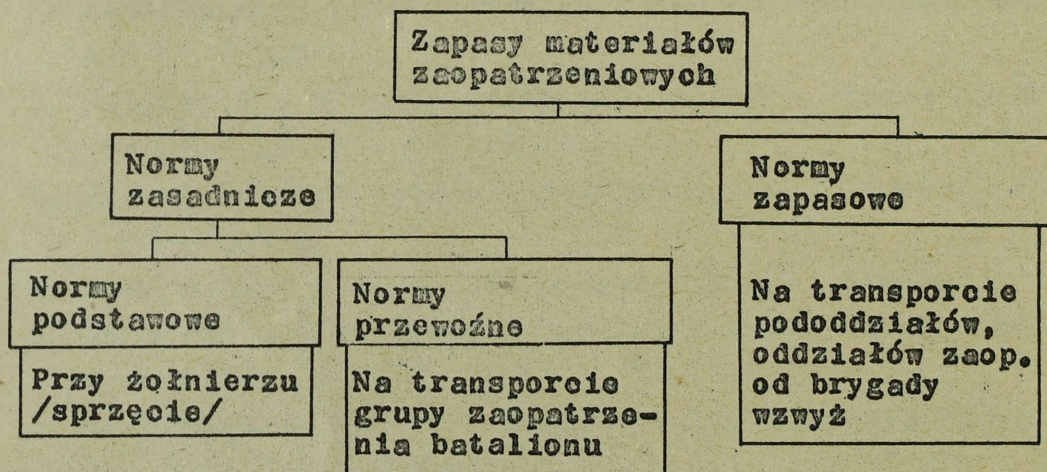 Zapasy materiałów
zaopatrzeniowych
Normy
zasadnicze
Normy
zapasowe
Normy
podstawowe
Normy
przewoźne
Przy żołnierzu
/sprzęcie/
Na transporcie
grupy zaopatrze-
nia batalionu
Na transporcie
pododdziałów,
oddziałów zaop.
od brygady
wzwyż